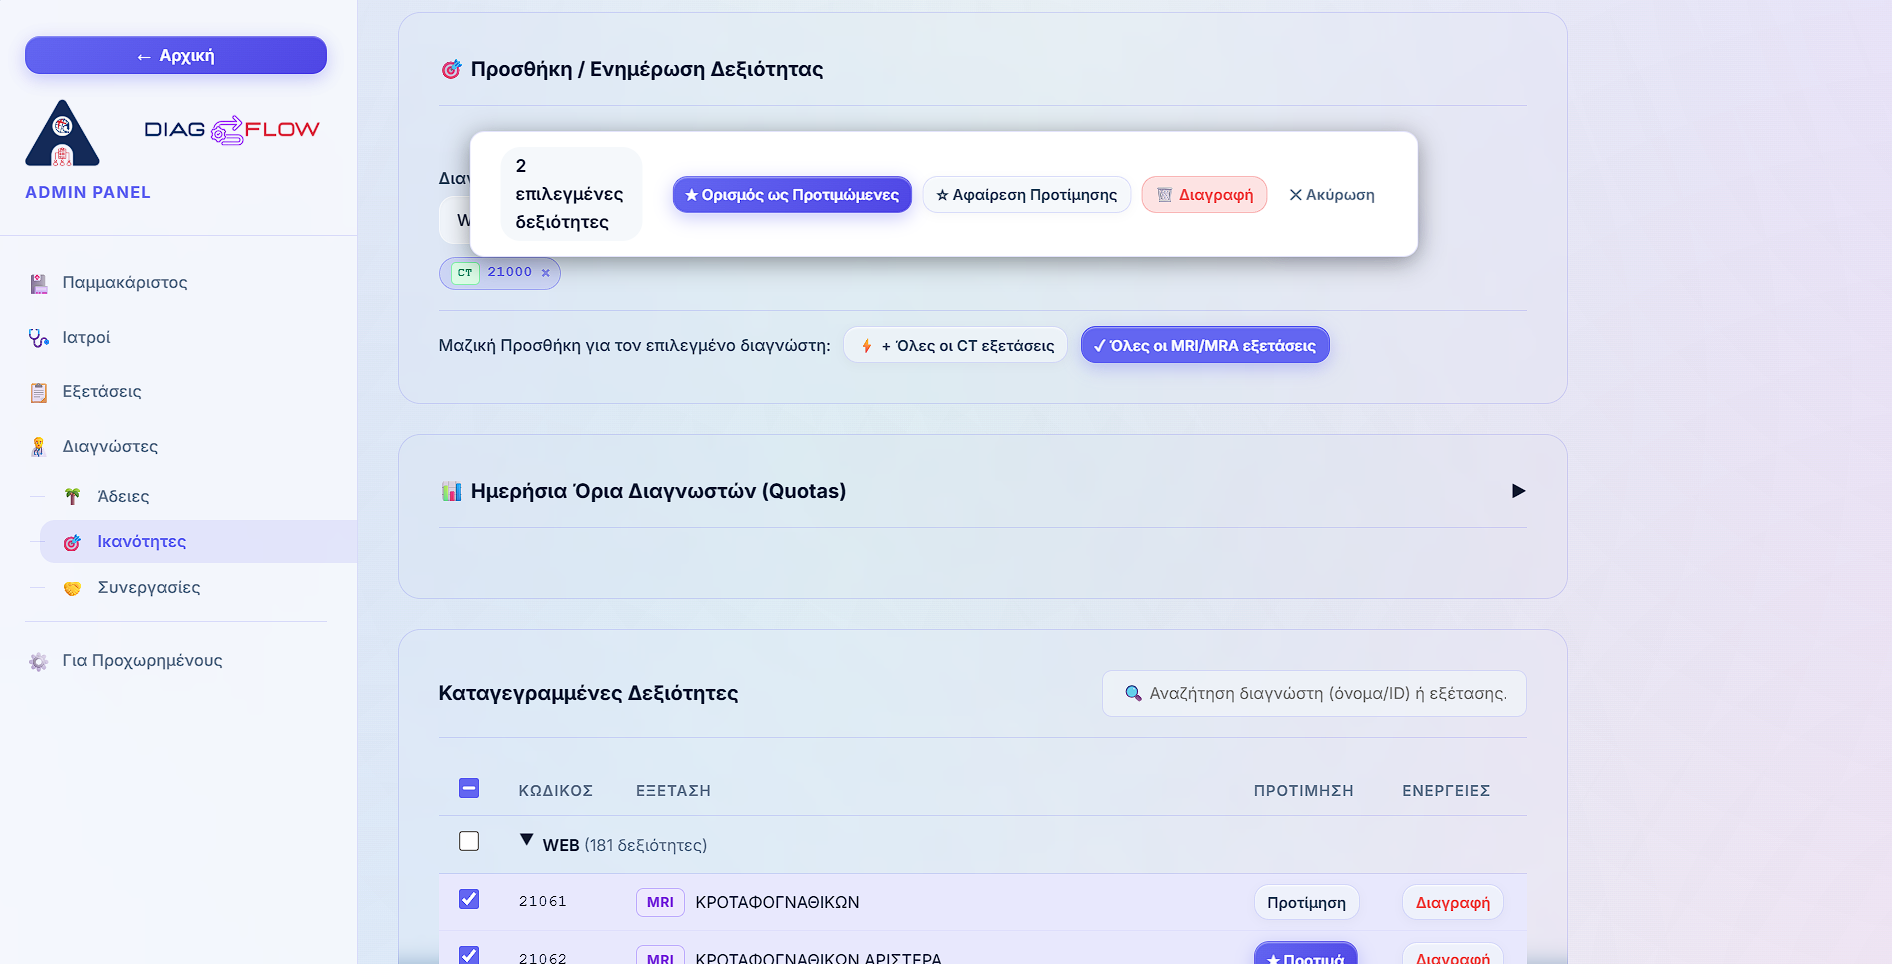 ← Αρχική
DIAG FLOW
ADMIN PANEL
Παμμακάριστος
Ιατροί
Εξετάσεις
Διαγνώστες
Άδειες
Ικανότητες
Συνεργασίες
Για Προχωρημένους
Προσθήκη / Ενημέρωση Δεξιότητας
2
επιλεγμένες
δεξιότητες
★ Ορισμός ως Προτιμώμενες
☆ Αφαίρεση Προτίμησης
Διαγραφή
✕ Ακύρωση
CT 21000 ×
Μαζική Προσθήκη για τον επιλεγμένο διαγνώστη:
+ Όλες οι CT εξετάσεις
✓ Όλες οι MRI/MRA εξετάσεις
Ημερήσια Όρια Διαγνωστών (Quotas)
Καταγεγραμμένες Δεξιότητες
Αναζήτηση διαγνώστη (όνομα/ID) ή εξέτασης.
ΚΩΔΙΚΟΣ ΕΞΕΤΑΣΗ ΠΡΟΤΙΜΗΣΗ ΕΝΕΡΓΕΙΕΣ
WEB (181 δεξιότητες)
21061 MRI ΚΡΟΤΑΦΟΓΝΑΘΙΚΩΝ Προτίμηση Διαγραφή
21062 MRI ΚΡΟΤΑΦΟΓΝΑΘΙΚΩΝ ΑΡΙΣΤΕΡΑ ★ Προτιμά Διαγραφή